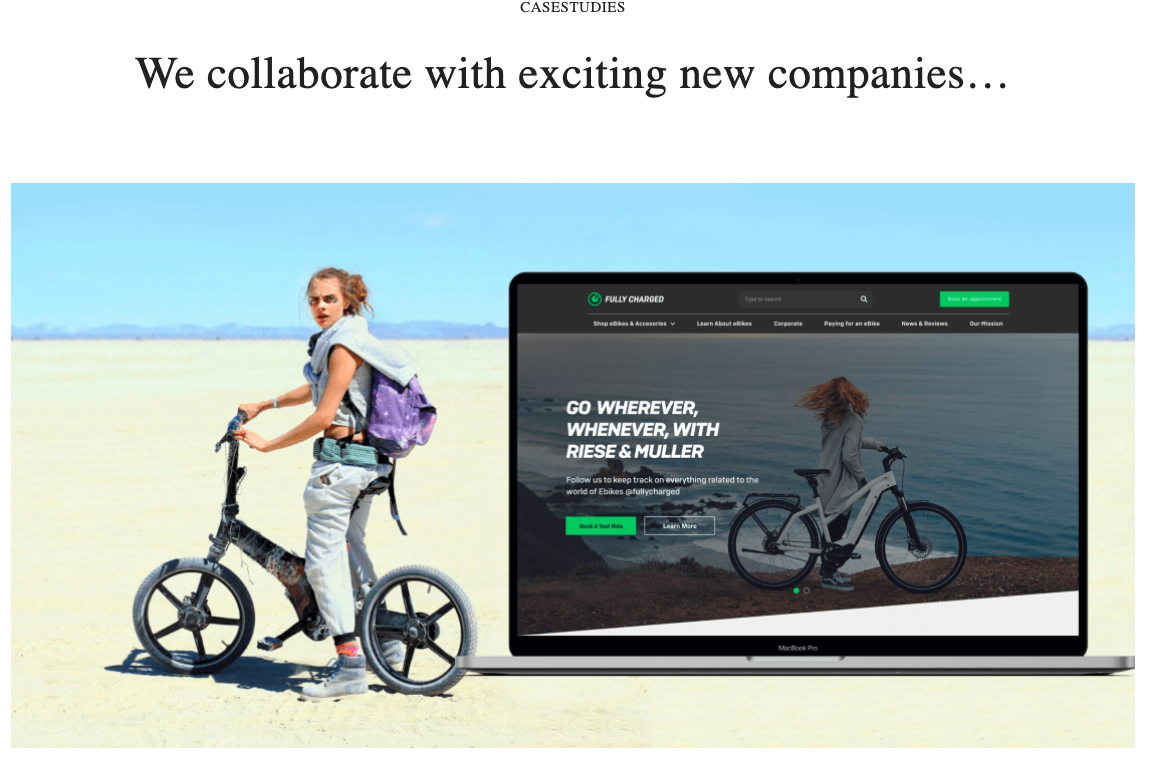 CASESTUDIES
We collaborate with exciting new companies…
FULLY CHARGED
Type to search
Book an appointment
Shop eBikes & Accesories
Learn About eBikes
Corporate
Paying for an eBike
News & Reviews
Our Mission
GO WHEREVER,
WHENEVER, WITH
RIESE & MULLER
Follow us to keep track on everything related to the
world of Ebikes @fullycharged
Book A Test Ride
Learn More
MacBook Pro